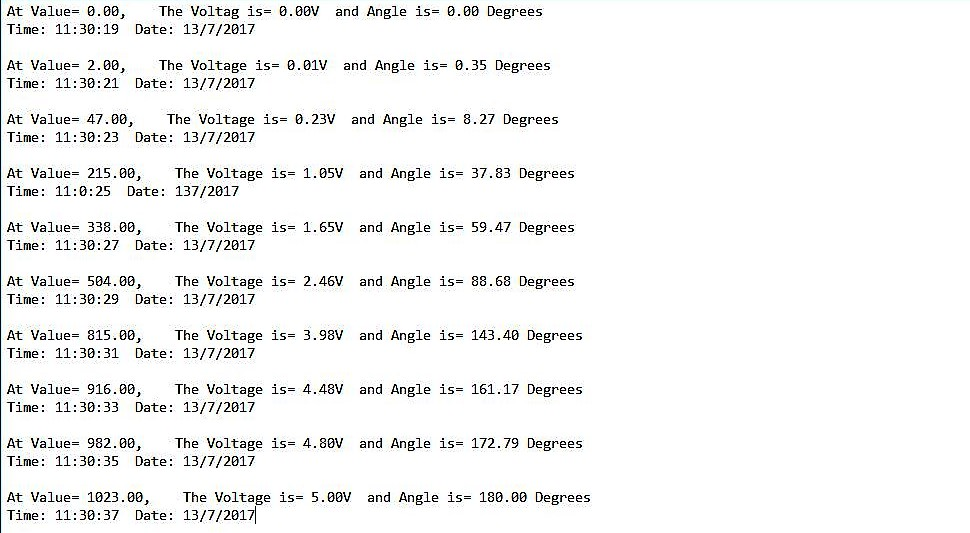 At Value= 0.00,    The Voltag is= 0.00V  and Angle is= 0.00 Degrees
Time: 11:30:19  Date: 13/7/2017
At Value= 2.00,    The Voltage is= 0.01V  and Angle is= 0.35 Degrees
Time: 11:30:21  Date: 13/7/2017
At Value= 47.00,    The Voltage is= 0.23V  and Angle is= 8.27 Degrees
Time: 11:30:23  Date: 13/7/2017
At Value= 215.00,    The Voltage is= 1.05V  and Angle is= 37.83 Degrees
Time: 11:0:25  Date: 137/2017
At Value= 338.00,    The Voltage is= 1.65V  and Angle is= 59.47 Degrees
Time: 11:30:27  Date: 13/7/2017
At Value= 504.00,    The Voltage is= 2.46V  and Angle is= 88.68 Degrees
Time: 11:30:29  Date: 13/7/2017
At Value= 815.00,    The Voltage is= 3.98V  and Angle is= 143.40 Degrees
Time: 11:30:31  Date: 13/7/2017
At Value= 916.00,    The Voltage is= 4.48V  and Angle is= 161.17 Degrees
Time: 11:30:33  Date: 13/7/2017
At Value= 982.00,    The Voltage is= 4.80V  and Angle is= 172.79 Degrees
Time: 11:30:35  Date: 13/7/2017
At Value= 1023.00,    The Voltage is= 5.00V  and Angle is= 180.00 Degrees
Time: 11:30:37  Date: 13/7/2017